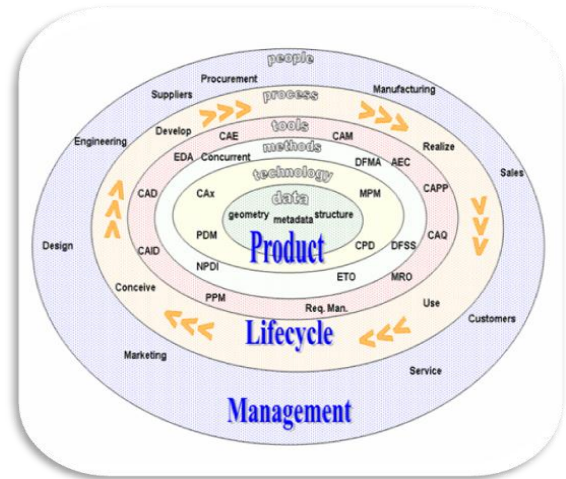 people
Procurement
Suppliers
Manufacturing
process
Develop
tools
CAE
CAM
Engineering
Realize
methods
EDA
Concurrent
DFMA
AEC
Sales
technology
CAD
CAx
MPM
CAPP
data
geometry
metadata
structure
PDM
Product
CPD
DFSS
CAQ
Design
CAID
NPDI
ETO
MRO
Conceive
PPM
Req. Man.
Use
Customers
Lifecycle
Marketing
Service
Management